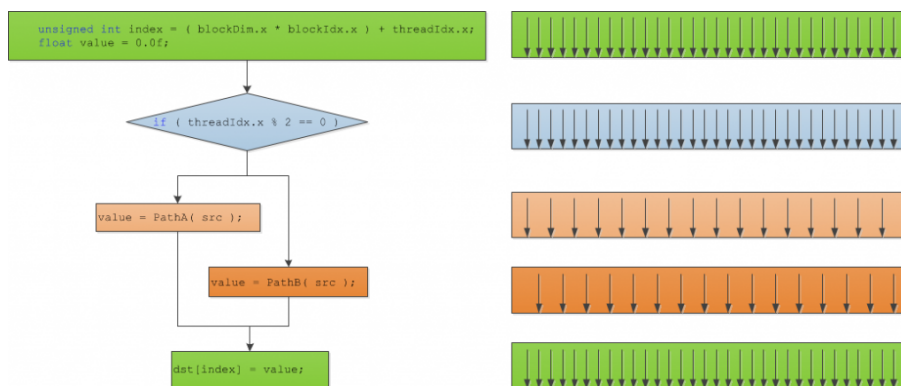 unsigned int index = ( blockDim.x * blockIdx.x ) + threadIdx.x;
float value = 0.0f;
if ( threadIdx.x % 2 == 0 )
value = PathA( src );
value = PathB( src );
dst[index] = value;